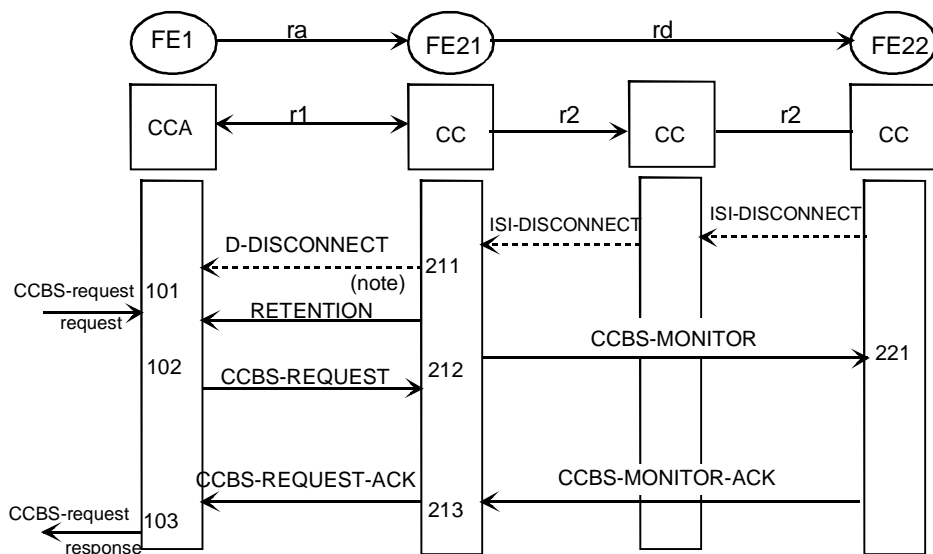 FE1
ra
FE21
rd
FE22
CCA
r1
CC
r2
CC
r2
CC
ISI-DISCONNECT
ISI-DISCONNECT
D-DISCONNECT
211
(note)
CCBS-request
101
request
RETENTION
CCBS-MONITOR
221
102
CCBS-REQUEST
212
CCBS-REQUEST-ACK
CCBS-MONITOR-ACK
213
CCBS-request
103
response